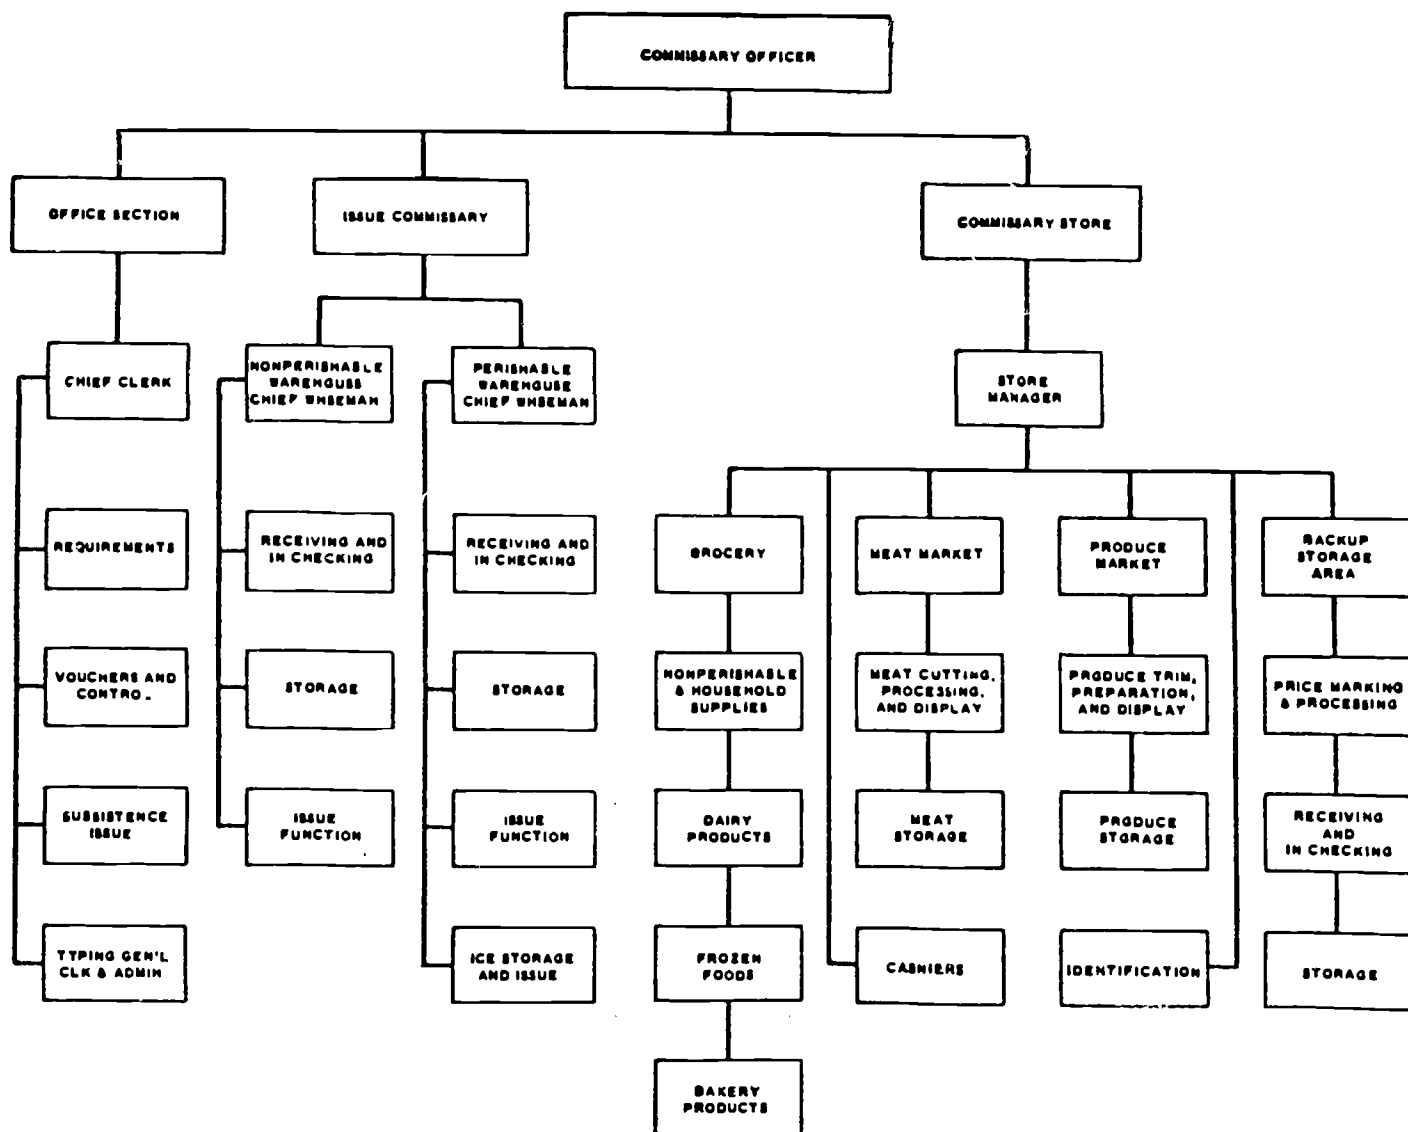 COMMISSARY OFFICER
OFFICE SECTION
ISSUE COMMISSARY
COMMISSARY STORE
CHIEF CLERK
NONPERISHABLE
WAREHOUSE
CHIEF WHSEMAN
PERISHABLE
WAREHOUSE
CHIEF WHSEMAN
STORE
MANAGER
REQUIREMENTS
RECEIVING AND
IN CHECKING
RECEIVING AND
IN CHECKING
GROCERY
MEAT MARKET
PRODUCE
MARKET
BACKUP
STORAGE
AREA
VOUCHERS AND
CONTRO_
STORAGE
STORAGE
NONPERISHABLE
& HOUSEHOLD
SUPPLIES
MEAT CUTTING,
PROCESSING,
AND DISPLAY
PRODUCE TRIM,
PREPARATION,
AND DISPLAY
PRICE MARKING
& PROCESSING
SUBSISTENCE
ISSUE
ISSUE
FUNCTION
ISSUE
FUNCTION
DAIRY
PRODUCTS
MEAT
STORAGE
PRODUCE
STORAGE
RECEIVING
AND
IN CHECKING
TYPING GEN'L
CLK & ADMIN
ICE STORAGE
AND ISSUE
FROZEN
FOODS
CASHIERS
IDENTIFICATION
STORAGE
BAKERY
PRODUCTS